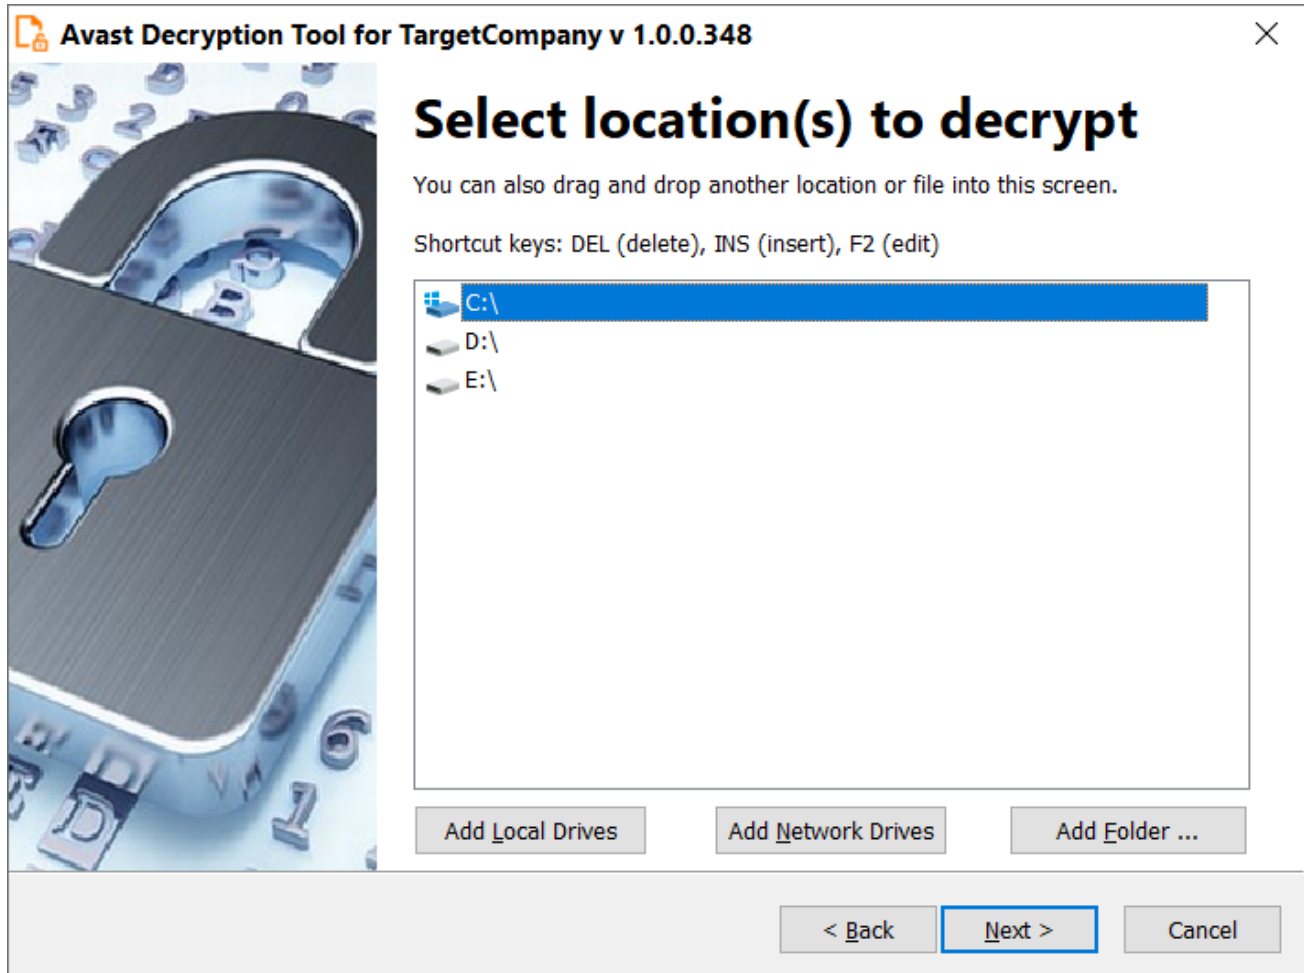 Avast Decryption Tool for TargetCompany v 1.0.0.348
Select location(s) to decrypt
You can also drag and drop another location or file into this screen.
Shortcut keys: DEL (delete), INS (insert), F2 (edit)
C:\
D:\
E:\
Add Local Drives
Add Network Drives
Add Folder ...
< Back
Next >
Cancel